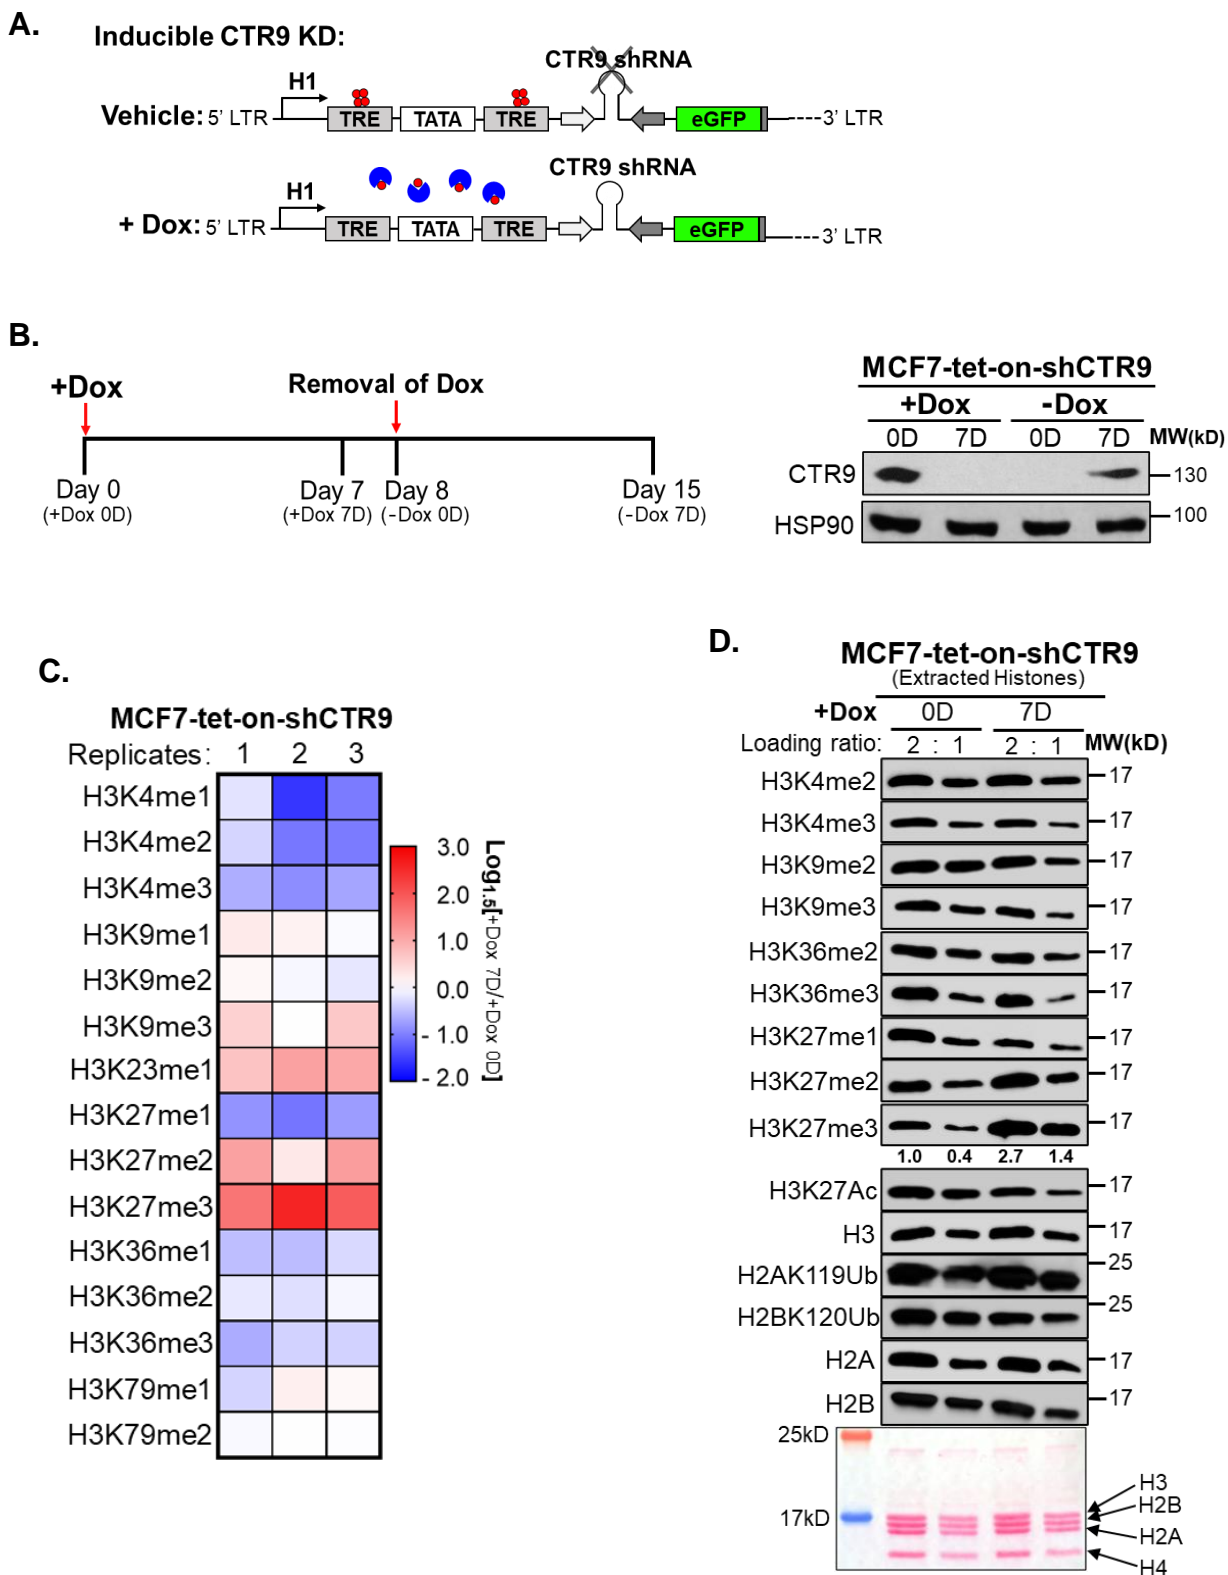 A.
Inducible CTR9 KD:
CTR9 shRNA
H1
Vehicle: 5' LTR TRE TATA TRE eGFP 3' LTR
CTR9 shRNA
H1
+ Dox: 5' LTR TRE TATA TRE eGFP 3' LTR
B.
+Dox Removal of Dox
Day 0 Day 7 Day 8 Day 15
(+Dox 0D) (+Dox 7D) (-Dox 0D) (-Dox 7D)
MCF7-tet-on-shCTR9
+Dox -Dox
0D 7D 0D 7D MW(kD)
CTR9 130
HSP90 100
C.
MCF7-tet-on-shCTR9
Replicates: 1 2 3
H3K4me1
H3K4me2
H3K4me3
H3K9me1
H3K9me2
H3K9me3
H3K23me1
H3K27me1
H3K27me2
H3K27me3
H3K36me1
H3K36me2
H3K36me3
H3K79me1
H3K79me2
3.0
2.0
1.0
0.0
-1.0
-2.0
Log1.5[+Dox 7D/+Dox 0D]
D.
MCF7-tet-on-shCTR9
(Extracted Histones)
+Dox 0D 7D
Loading ratio: 2 : 1 2 : 1 MW(kD)
H3K4me2 17
H3K4me3 17
H3K9me2 17
H3K9me3 17
H3K36me2 17
H3K36me3 17
H3K27me1 17
H3K27me2 17
H3K27me3 17
1.0 0.4 2.7 1.4
H3K27Ac 17
H3 17
H2AK119Ub 25
H2BK120Ub 25
H2A 17
H2B 17
25kD
17kD
H3
H2B
H2A
H4